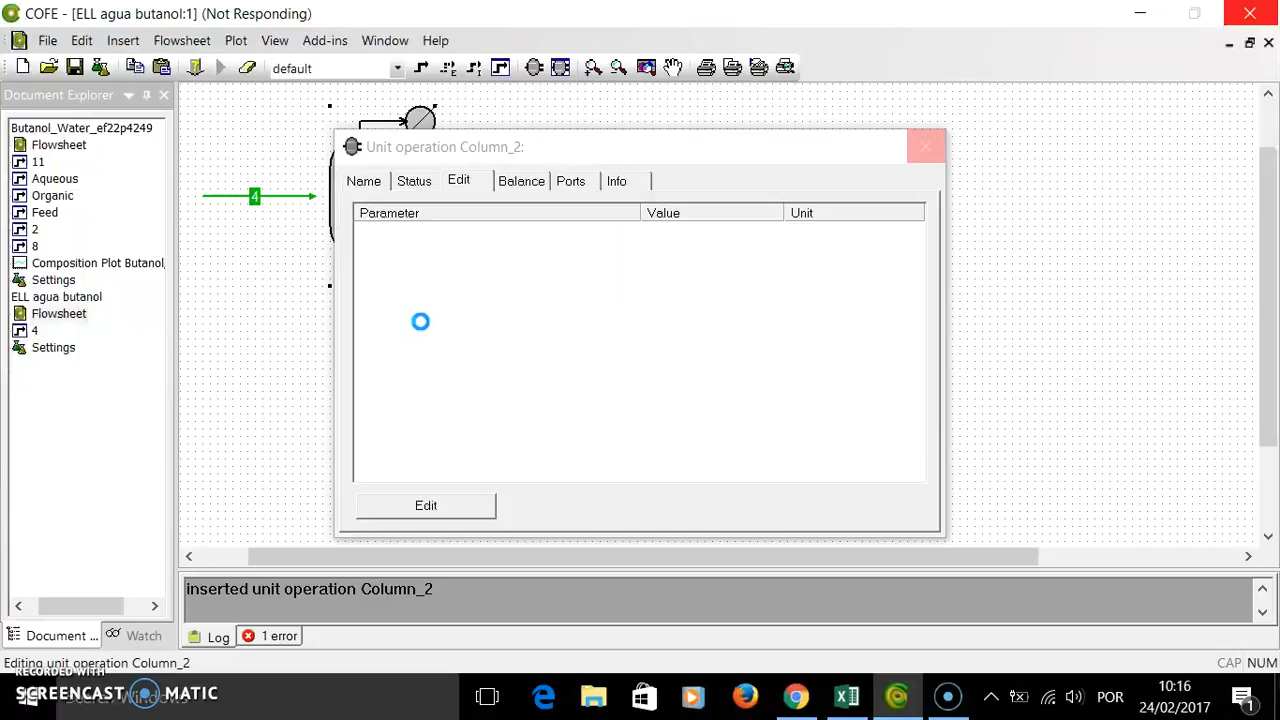 COFE - [ELL agua butanol:1] (Not Responding)
File Edit Insert Flowsheet Plot View Add-ins Window Help
default
Document Explorer
Butanol_Water_ef22p4249
Flowsheet
11
Aqueous
Organic
Feed
2
8
Composition Plot Butanol,
Settings
ELL agua butanol
Flowsheet
4
Settings
Document ... Watch
4
Unit operation Column_2:
Name Status Edit Balance Ports Info
Parameter Value Unit
Edit
inserted unit operation Column_2
Log 1 error
Editing unit operation Column_2
CAP NUM
RECORDED WITH
SCREENCAST MATIC
Search Windows
POR
10:16
24/02/2017
1